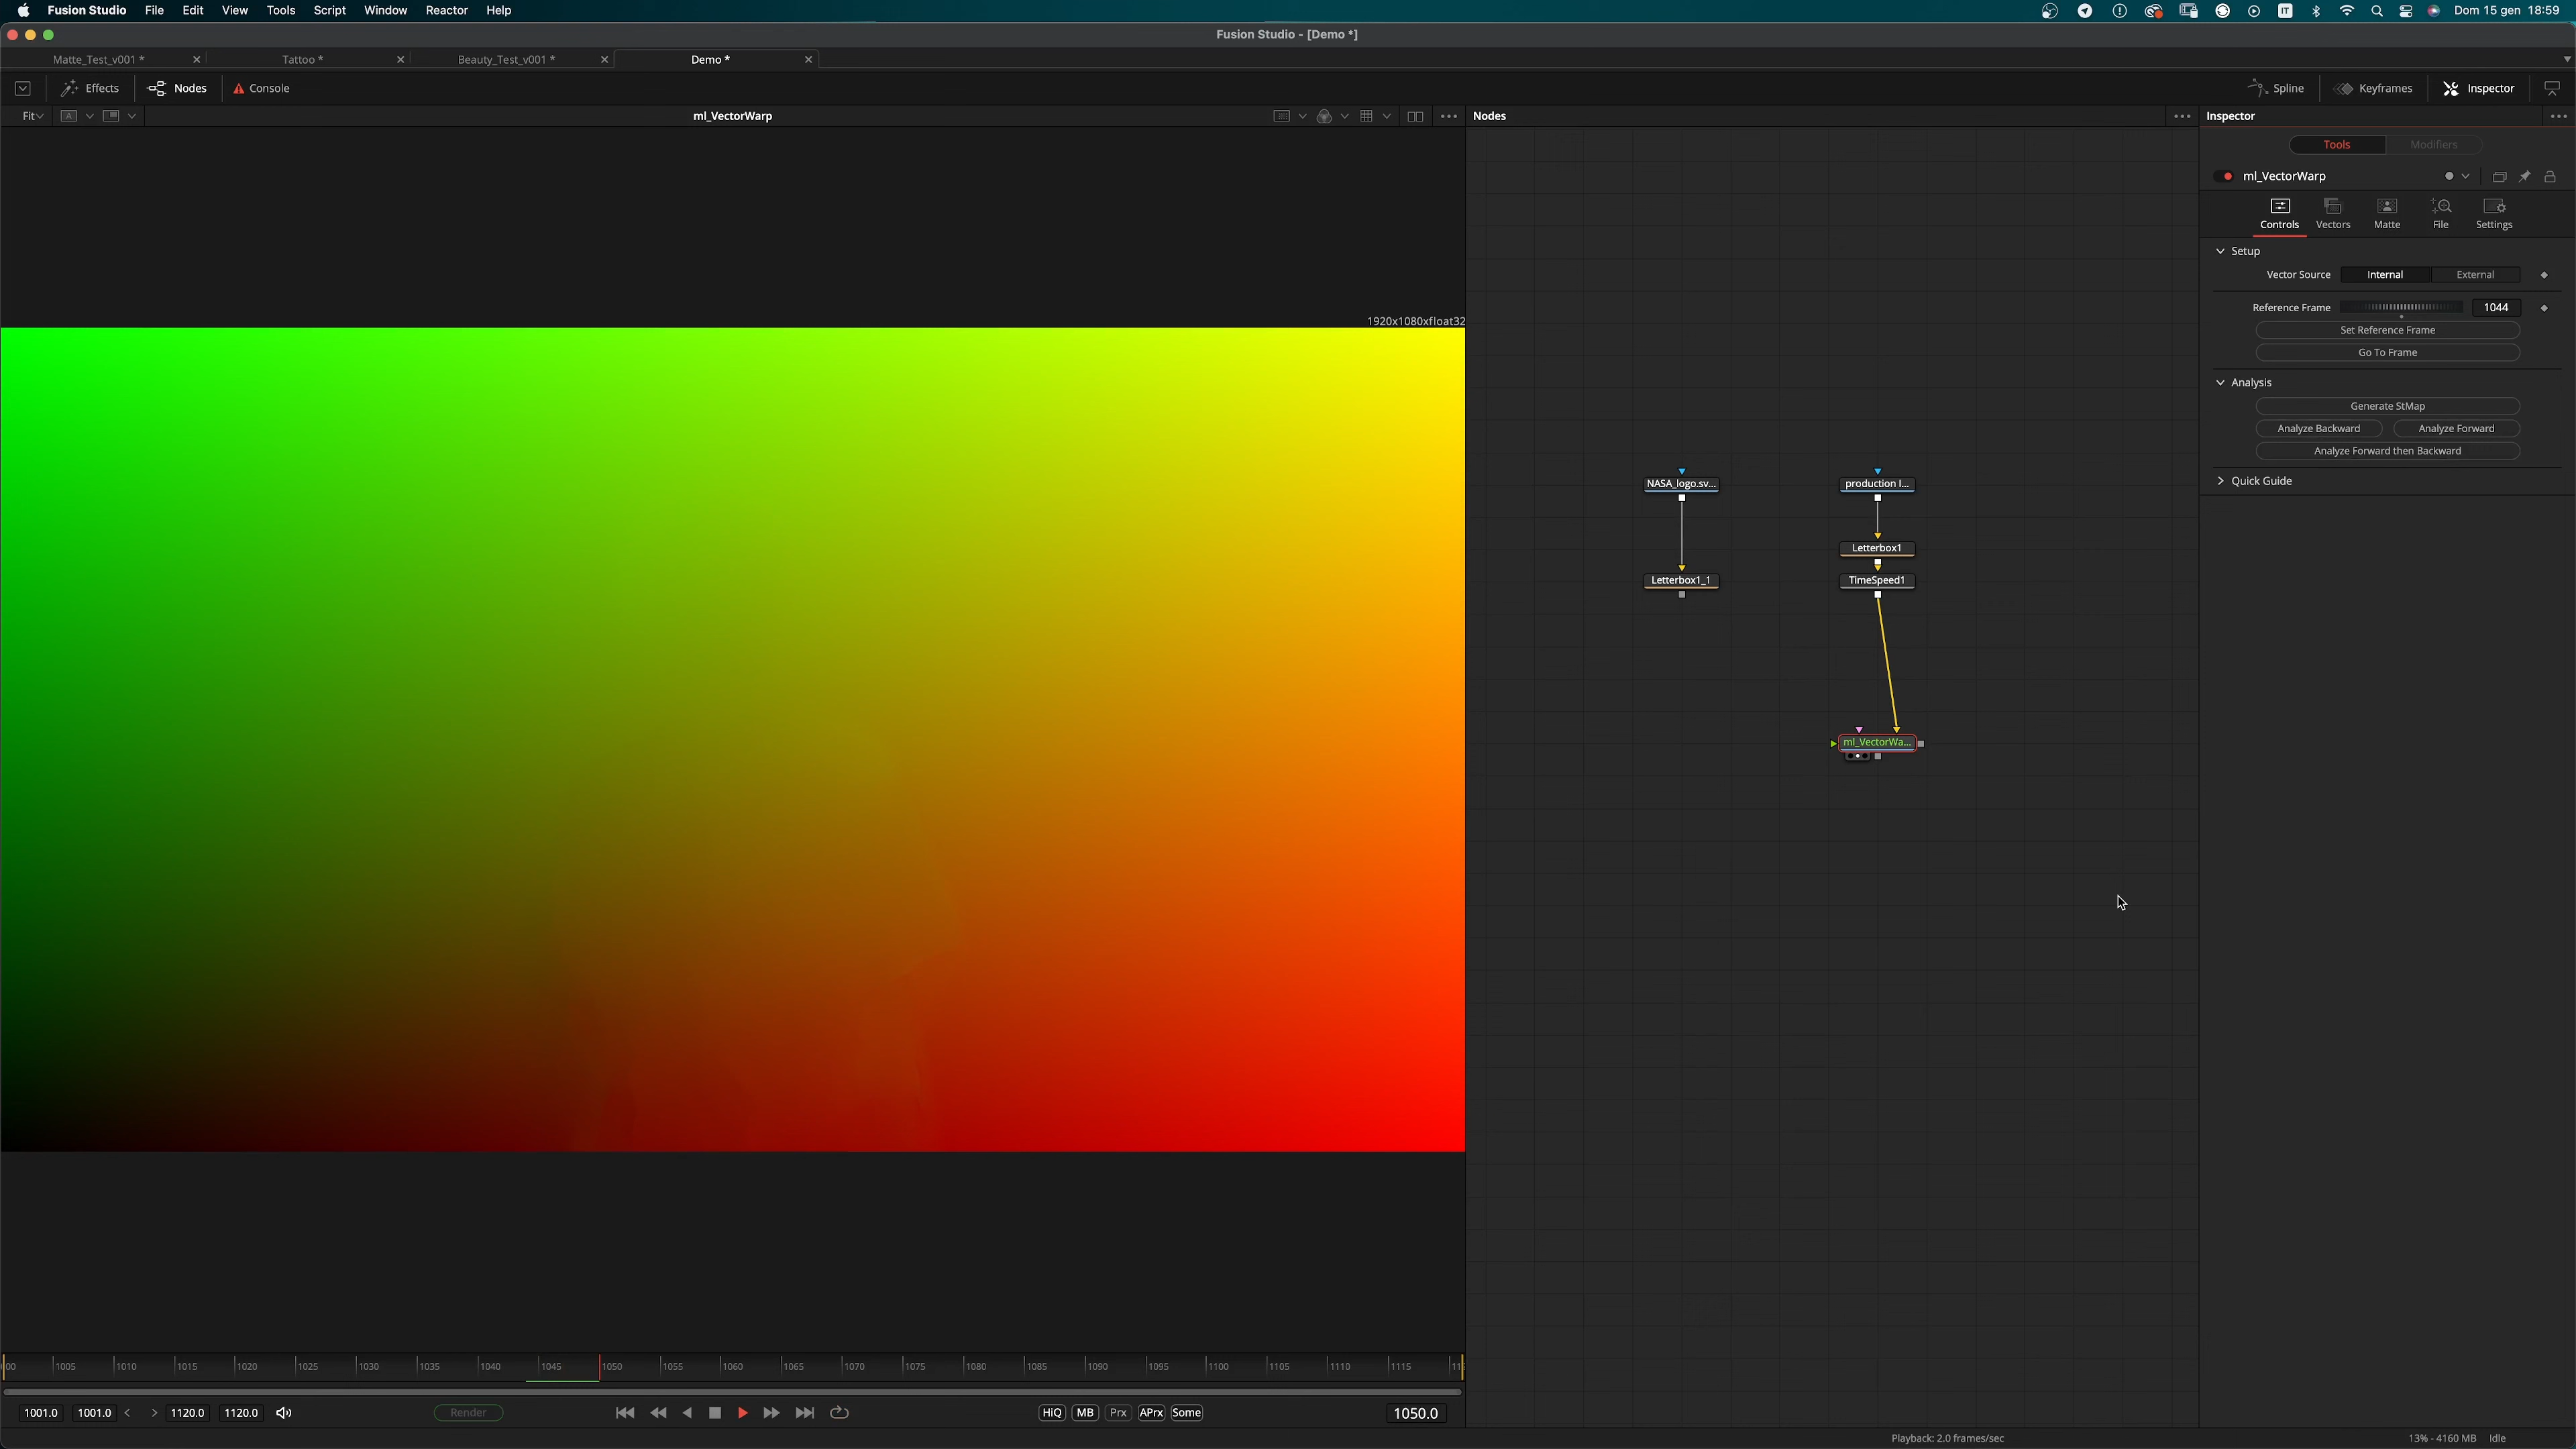 Fusion Studio File Edit View Tools Script Window Reactor Help
IT Dom 15 gen 18:59
Fusion Studio - [Demo *]
Matte_Test_v001 * Tattoo * Beauty_Test_v001 * Demo *
Effects Nodes Console Spline Keyframes Inspector
Fit A ml_VectorWarp Nodes Inspector
Tools Modifiers
ml_VectorWarp
Controls Vectors Matte File Settings
Setup
Vector Source Internal External
Reference Frame 1044
Set Reference Frame
Go To Frame
Analysis
Generate StMap
Analyze Backward Analyze Forward
Analyze Forward then Backward
Quick Guide
1920x1080xfloat32
NASA_logo.sv... production I...
Letterbox1
Letterbox1_1 TimeSpeed1
ml_VectorWa...
00 1005 1010 1015 1020 1025 1030 1035 1040 1045 1050 1055 1060 1065 1070 1075 1080 1085 1090 1095 1100 1105 1110 1115 11
1001.0 1001.0 < > 1120.0 1120.0 Render HiQ MB Prx APrx Some 1050.0
Playback: 2.0 frames/sec 13% - 4160 MB Idle